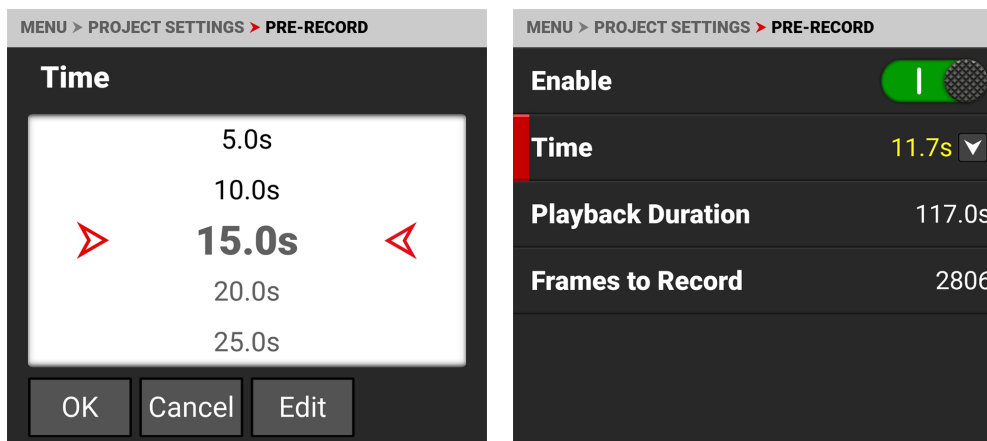 MENU > PROJECT SETTINGS > PRE-RECORD
Time
5.0s
10.0s
15.0s
20.0s
25.0s
OK Cancel Edit
MENU > PROJECT SETTINGS > PRE-RECORD
Enable
Time 11.7s
Playback Duration 117.0s
Frames to Record 2806